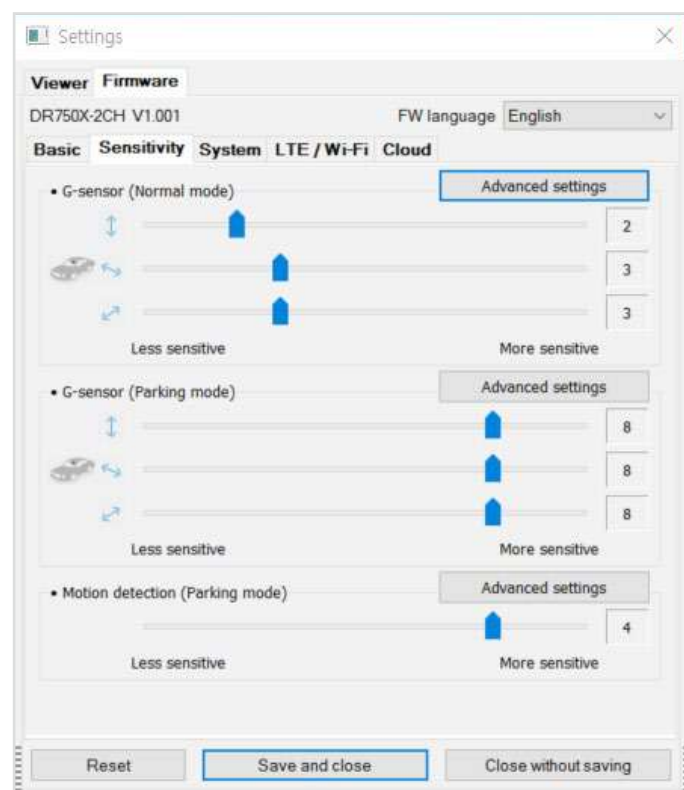 Settings
Viewer Firmware
DR750X-2CH V1.001 FW language English
Basic Sensitivity System LTE / Wi-Fi Cloud
• G-sensor (Normal mode) Advanced settings
2
3
3
Less sensitive More sensitive
• G-sensor (Parking mode) Advanced settings
8
8
8
Less sensitive More sensitive
• Motion detection (Parking mode) Advanced settings
4
Less sensitive More sensitive
Reset Save and close Close without saving